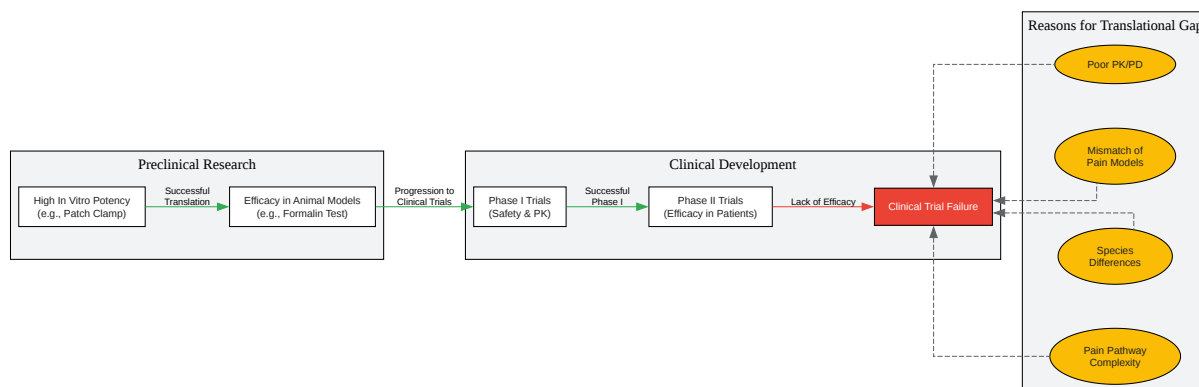 Reasons for Translational Gap
Poor PK/PD
Mismatch of
Pain Models
Species
Differences
Pain Pathway
Complexity
Preclinical Research
High In Vitro Potency
(e.g., Patch Clamp)
Successful
Translation
Efficacy in Animal Models
(e.g., Formalin Test)
Progression to
Clinical Trials
Clinical Development
Phase I Trials
(Safety & PK)
Successful
Phase I
Phase II Trials
(Efficacy in Patients)
Lack of Efficacy
Clinical Trial Failure